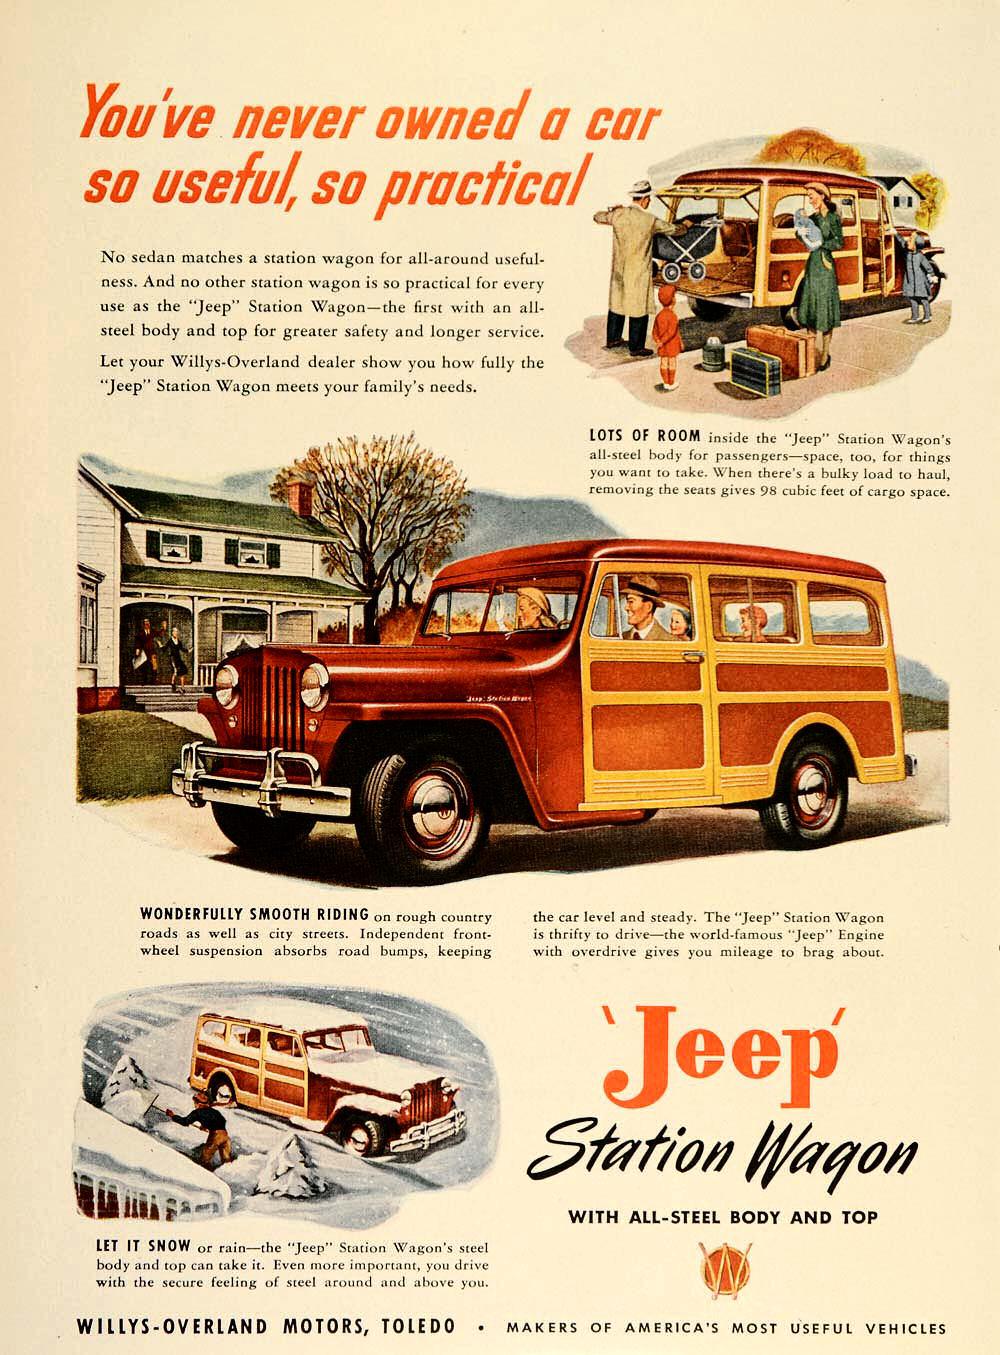 You've never owned a car
so useful, so practical
No sedan matches a station wagon for all-around useful-
ness. And no other station wagon is so practical for every
use as the “Jeep” Station Wagon—the first with an all-
steel body and top for greater safety and longer service.
Let your Willys-Overland dealer show you how fully the
“Jeep” Station Wagon meets your family's needs.
LOTS OF ROOM inside the “Jeep” Station Wagon's
all-steel body for passengers—space, too, for things
you want to take. When there's a bulky load to haul,
removing the seats gives 98 cubic feet of cargo space.
'Jeep' Station Wagon
WONDERFULLY SMOOTH RIDING on rough country
roads as well as city streets. Independent front-
wheel suspension absorbs road bumps, keeping
the car level and steady. The “Jeep” Station Wagon
is thrifty to drive—the world-famous “Jeep” Engine
with overdrive gives you mileage to brag about.
LET IT SNOW or rain—the “Jeep” Station Wagon's steel
body and top can take it. Even more important, you drive
with the secure feeling of steel around and above you.
'Jeep'
Station Wagon
WITH ALL-STEEL BODY AND TOP
W
WILLYS-OVERLAND MOTORS, TOLEDO • MAKERS OF AMERICA'S MOST USEFUL VEHICLES